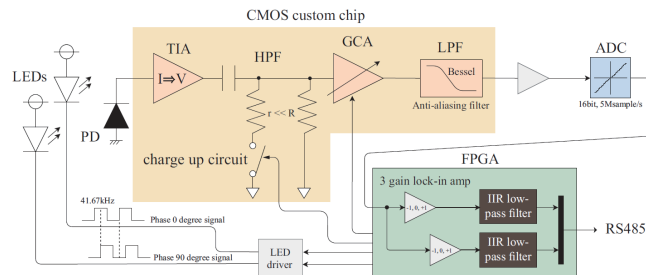 CMOS custom chip
TIA
HPF
GCA
LPF
ADC
LEDs
I⇒V
Bessel
Anti-aliasing filter
16bit, 5Msample/s
r << R
PD
charge up circuit
FPGA
3 gain lock-in amp
41.67kHz
-1, 0, +1
IIR low-
pass filter
Phase 0 degree signal
RS485
LED
driver
-1, 0, +1
IIR low-
pass filter
Phase 90 degree signal